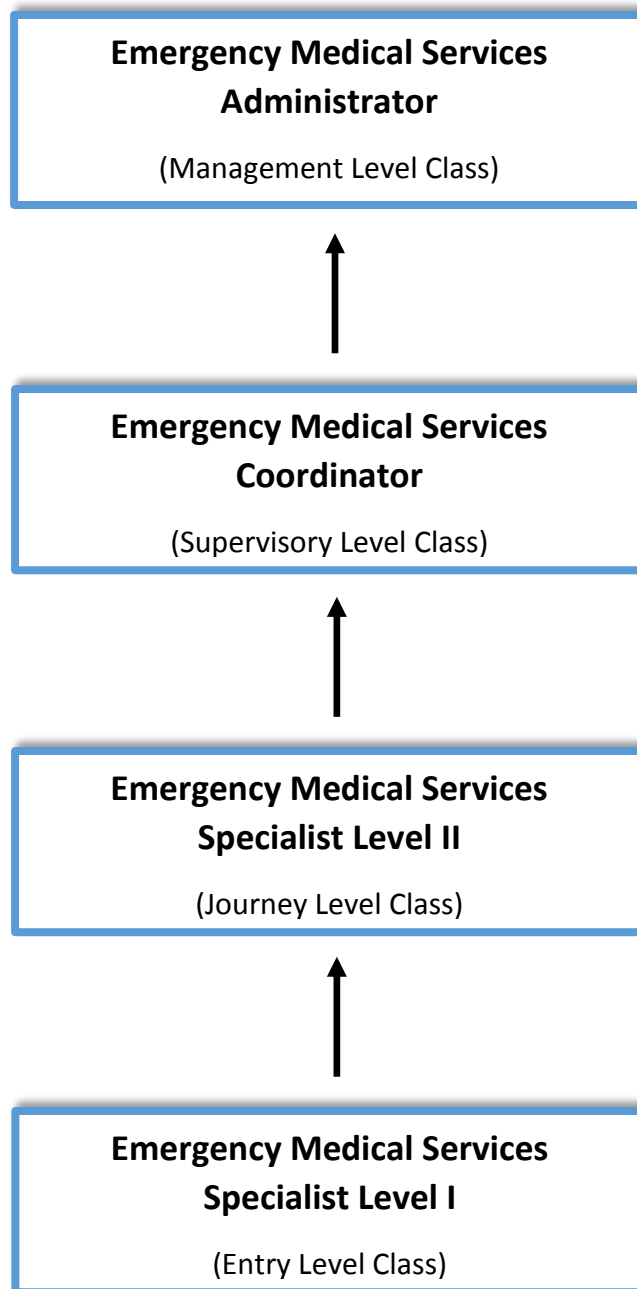 Emergency Medical Services
Administrator
(Management Level Class)
Emergency Medical Services
Coordinator
(Supervisory Level Class)
Emergency Medical Services
Specialist Level II
(Journey Level Class)
Emergency Medical Services
Specialist Level I
(Entry Level Class)